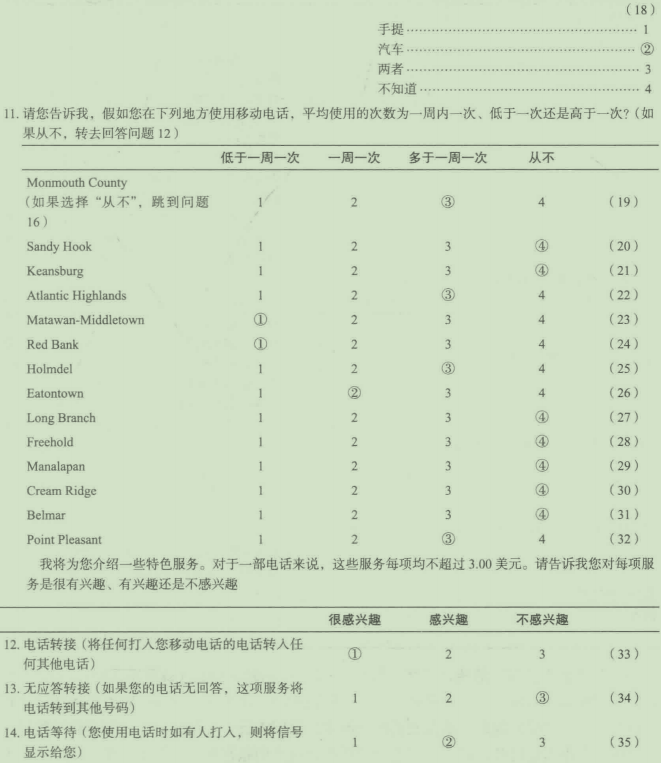 （18）
手提 …………………………………… 1
汽车 …………………………………… ②
两者 …………………………………… 3
不知道 ………………………………… 4
11. 请您告诉我，假如您在下列地方使用移动电话，平均使用的次数为一周内一次、低于一次还是高于一次?（如
果从不，转去回答问题 12）
低于一周一次 一周一次 多于一周一次 从不
Monmouth County
（如果选择“从不”，跳到问题 1 2 ③ 4 （19）
16）
Sandy Hook 1 2 3 ④ （20）
Keansburg 1 2 3 ④ （21）
Atlantic Highlands 1 2 ③ 4 （22）
Matawan-Middletown ① 2 3 4 （23）
Red Bank ① 2 3 4 （24）
Holmdel 1 2 ③ 4 （25）
Eatontown 1 ② 3 4 （26）
Long Branch 1 2 3 ④ （27）
Freehold 1 2 3 ④ （28）
Manalapan 1 2 3 ④ （29）
Cream Ridge 1 2 3 ④ （30）
Belmar 1 2 3 ④ （31）
Point Pleasant 1 2 ③ 4 （32）
我将为您介绍一些特色服务。对于一部电话来说，这些服务每项均不超过 3.00 美元。请告诉我您对每项服
务是很有兴趣、有兴趣还是不感兴趣
很感兴趣 感兴趣 不感兴趣
12. 电话转接（将任何打入您移动电话的电话转入任
何其他电话） ① 2 3 （33）
13. 无应答转接（如果您的电话无回答，这项服务将
电话转到其他号码） 1 2 ③ （34）
14. 电话等待（您使用电话时如有人打入，则将信号
显示给您） 1 ② 3 （35）